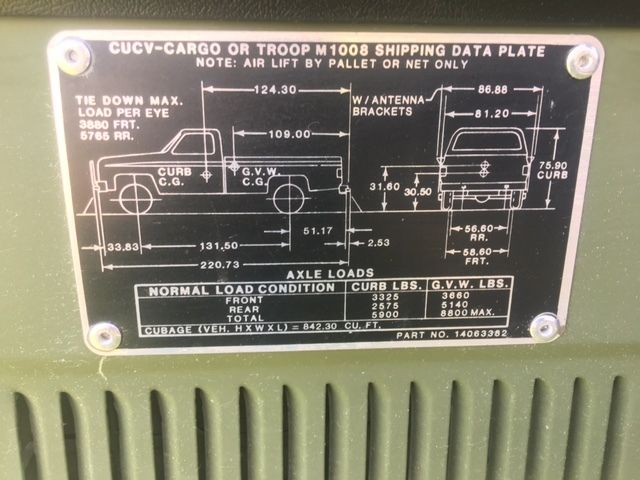 CUCV-CARGO OR TROOP M1008 SHIPPING DATA PLATE
NOTE: AIR LIFT BY PALLET OR NET ONLY
TIE DOWN MAX.
LOAD PER EYE
3880 FRT.
5765 RR.
124.30
109.00
CURB
C.G.
G.V.W.
C.G.
33.83
131.50
51.17
2.53
220.73
W/ANTENNA
BRACKETS
86.88
81.20
31.60
30.50
75.90
CURB
56.60
RR.
58.60
FRT.
AXLE LOADS
NORMAL LOAD CONDITION CURB LBS. G.V.W. LBS.
FRONT 3325 3660
REAR 2575 5140
TOTAL 5900 8800 MAX.
CUBAGE (VEH. HXWXL) = 842.30 CU. FT.
PART NO. 14063362